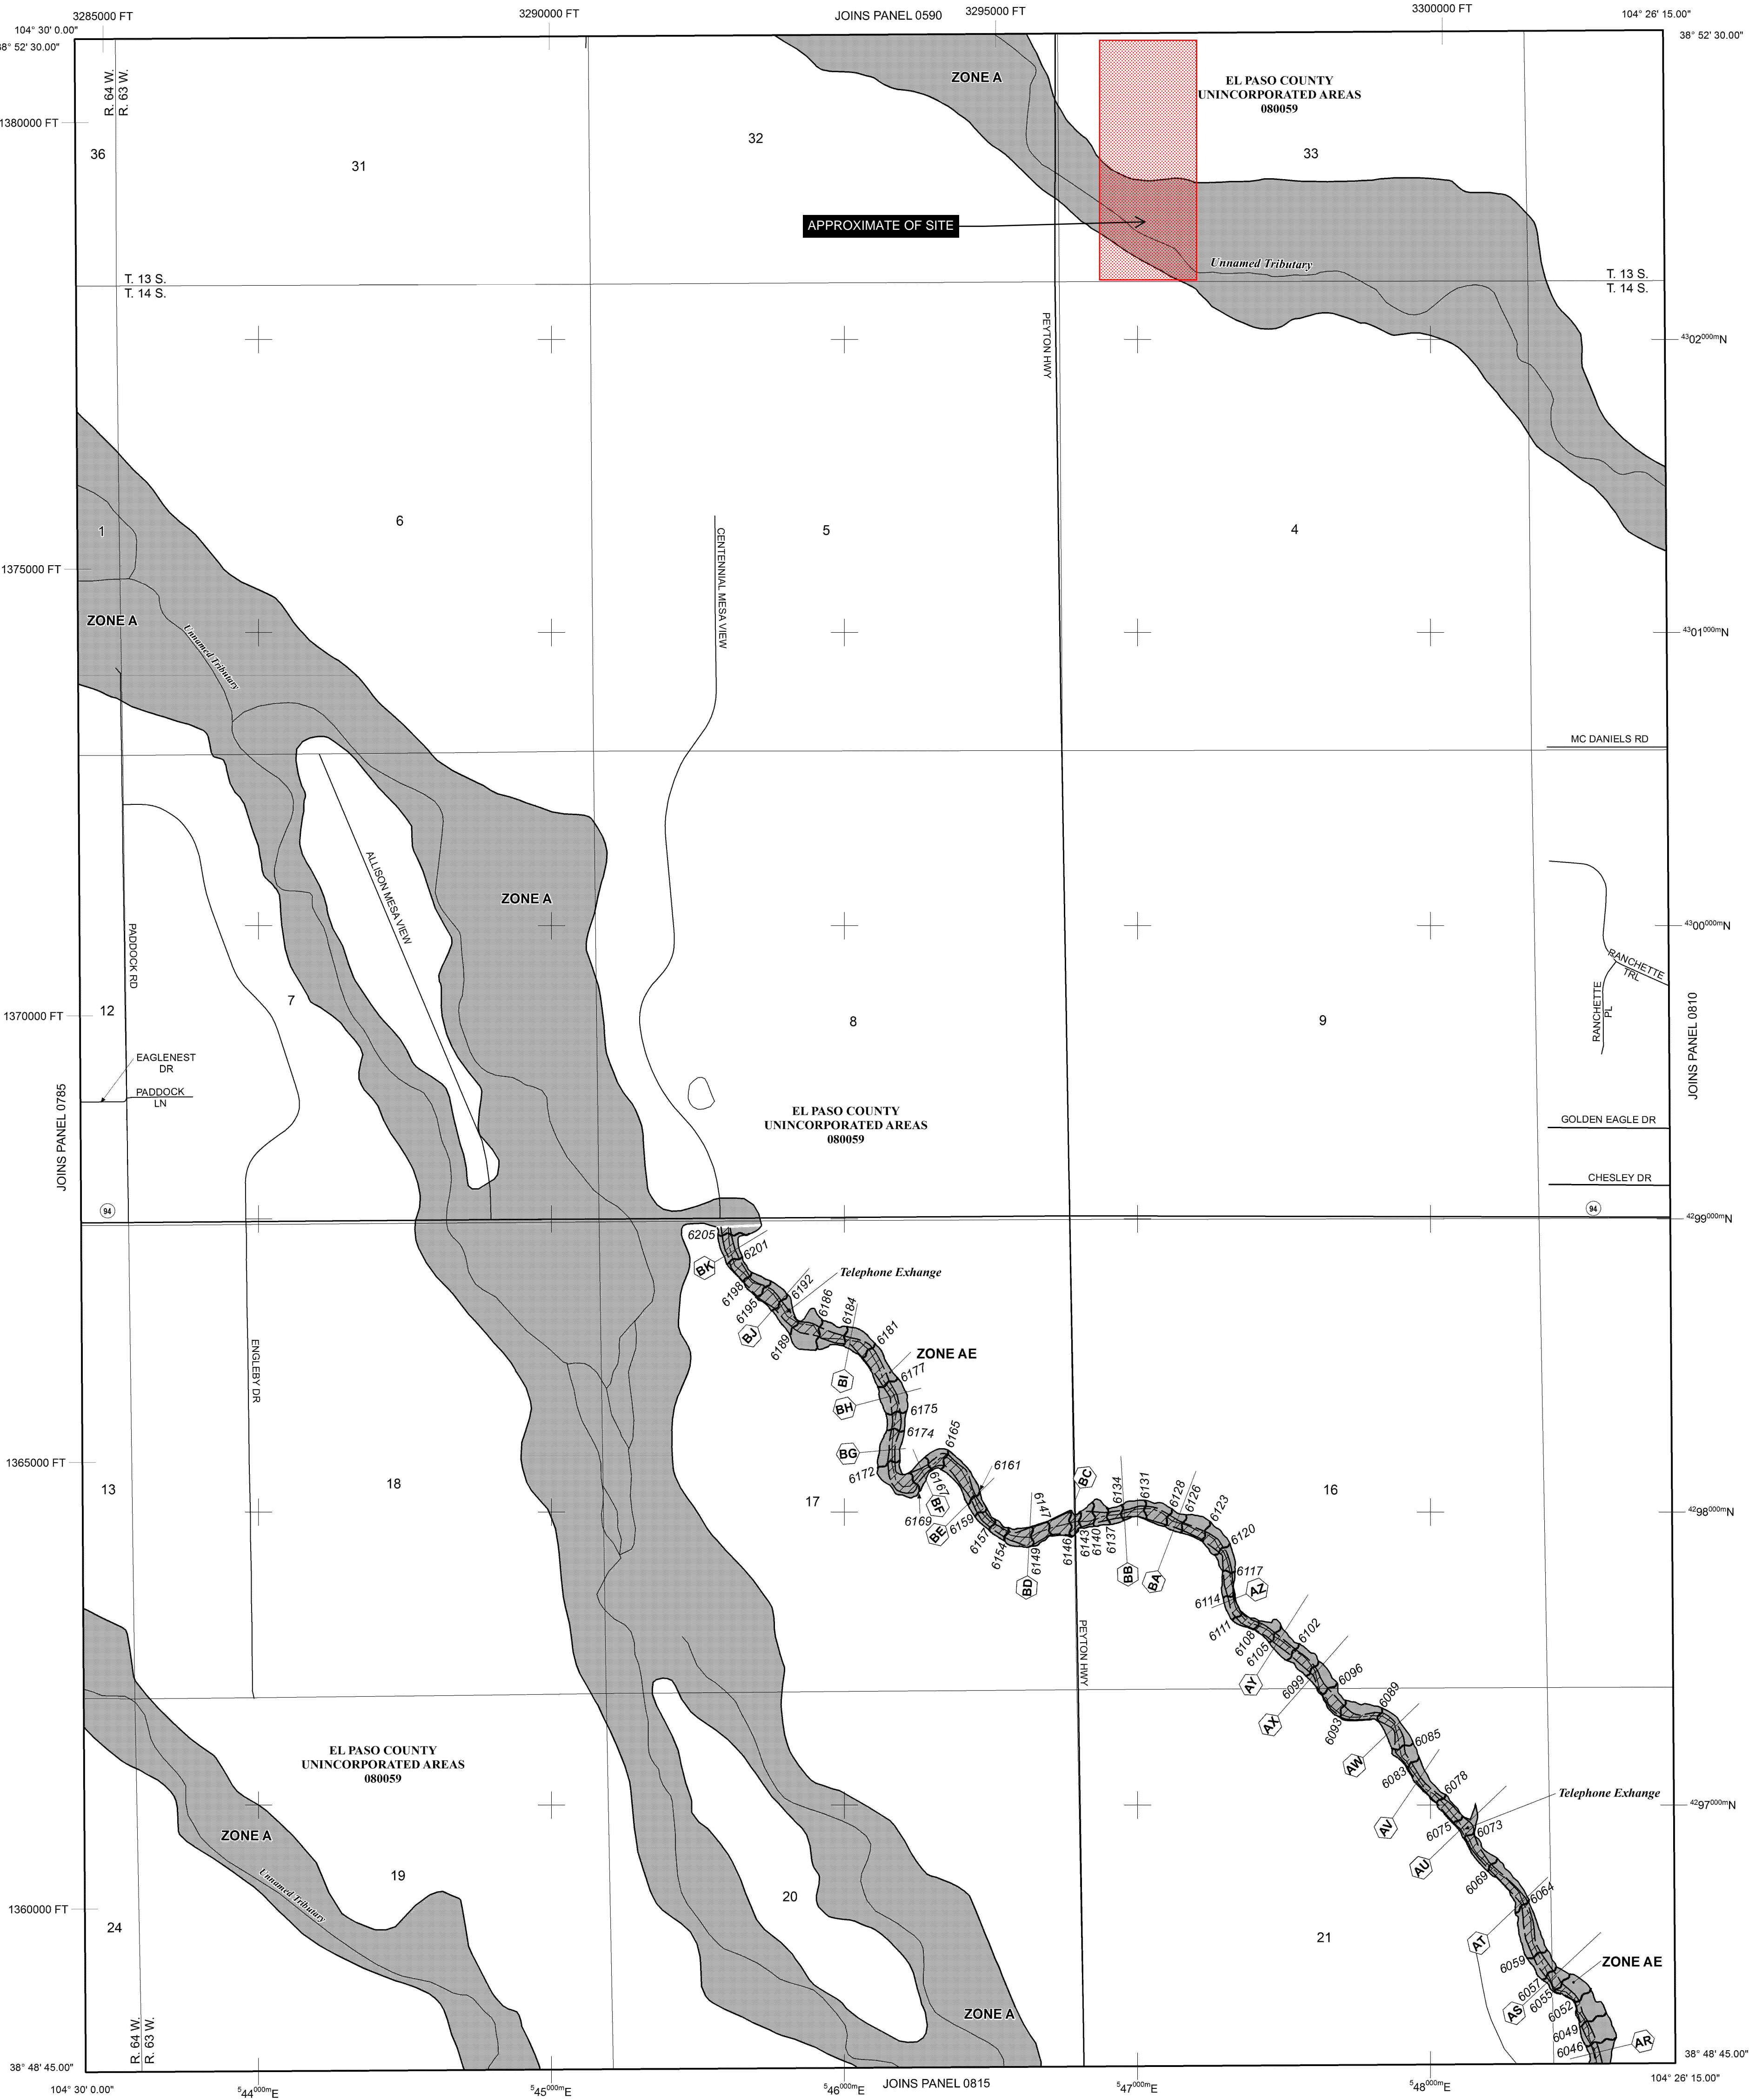 3285000 FT
3290000 FT
JOINS PANEL 0590
3295000 FT
3300000 FT
104° 30' 0.00"
104° 26' 15.00"
38° 52' 30.00"
38° 52' 30.00"
R. 64 W.
R. 63 W.
ZONE A
EL PASO COUNTY
UNINCORPORATED AREAS
080059
1380000 FT
36
31
32
33
APPROXIMATE OF SITE
Unnamed Tributary
T. 13 S.
T. 14 S.
T. 13 S.
T. 14 S.
PEYTON HWY
4302000mN
1
6
5
4
CENTENNIAL MESA VIEW
1375000 FT
ZONE A
Unnamed Tributary
4301000mN
MC DANIELS RD
ALLISON MESA VIEW
ZONE A
PADDOCK RD
4300000mN
RANCHETTE
TRL
RANCHETTE
PL
12
7
8
9
1370000 FT
EAGLENEST
DR
PADDOCK
LN
JOINS PANEL 0785
JOINS PANEL 0810
EL PASO COUNTY
UNINCORPORATED AREAS
080059
GOLDEN EAGLE DR
CHESLEY DR
94
94
4299000mN
6205
6201
BK
Telephone Exhange
6198
6195
6192
BJ
6189
6186
6184
6181
BI
ZONE AE
6177
BH
6175
6174
BG
6172
6165
6161
6167
BF
6169
BE
6159
6157
6154
6147
6149
BD
BC
6146
6143
6140
6137
6134
6131
BB
6128
6126
BA
6123
6120
6117
AZ
6114
6111
6108
6105
6102
AY
6099
6096
AX
6093
6089
AW
6085
6083
AV
6078
6075
6073
AU
Telephone Exhange
6069
6064
AT
6059
6057
6055
AS
ZONE AE
6052
6049
6046
AR
ENGLEBY DR
1365000 FT
13
18
17
16
4298000mN
PEYTON HWY
EL PASO COUNTY
UNINCORPORATED AREAS
080059
4297000mN
ZONE A
Unnamed Tributary
19
20
21
24
1360000 FT
ZONE A
R. 64 W.
R. 63 W.
38° 48' 45.00"
38° 48' 45.00"
104° 30' 0.00"
544000mE
545000mE
546000mE
JOINS PANEL 0815
547000mE
548000mE
104° 26' 15.00"